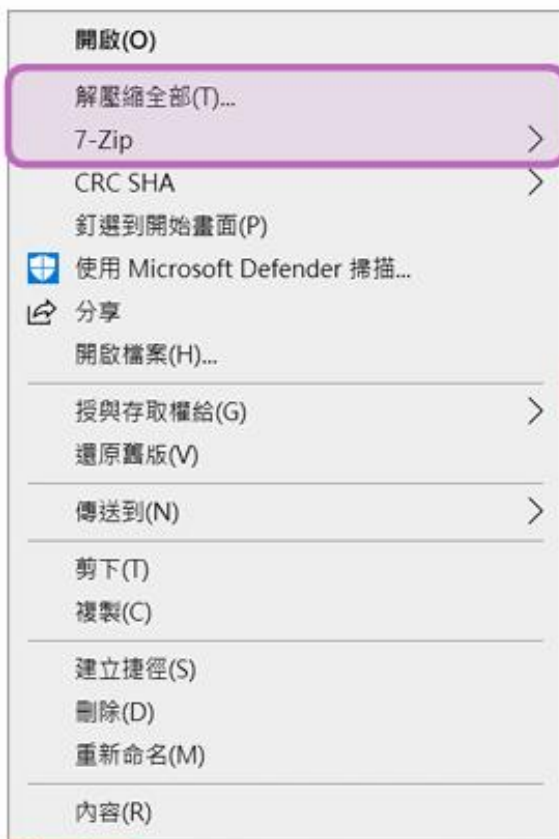 開啟(O)
解壓縮全部(T)...
7-Zip
CRC SHA
釘選到開始畫面(P)
使用 Microsoft Defender 掃描...
分享
開啟檔案(H)...
授與存取權給(G)
還原舊版(V)
傳送到(N)
剪下(T)
複製(C)
建立捷徑(S)
刪除(D)
重新命名(M)
內容(R)